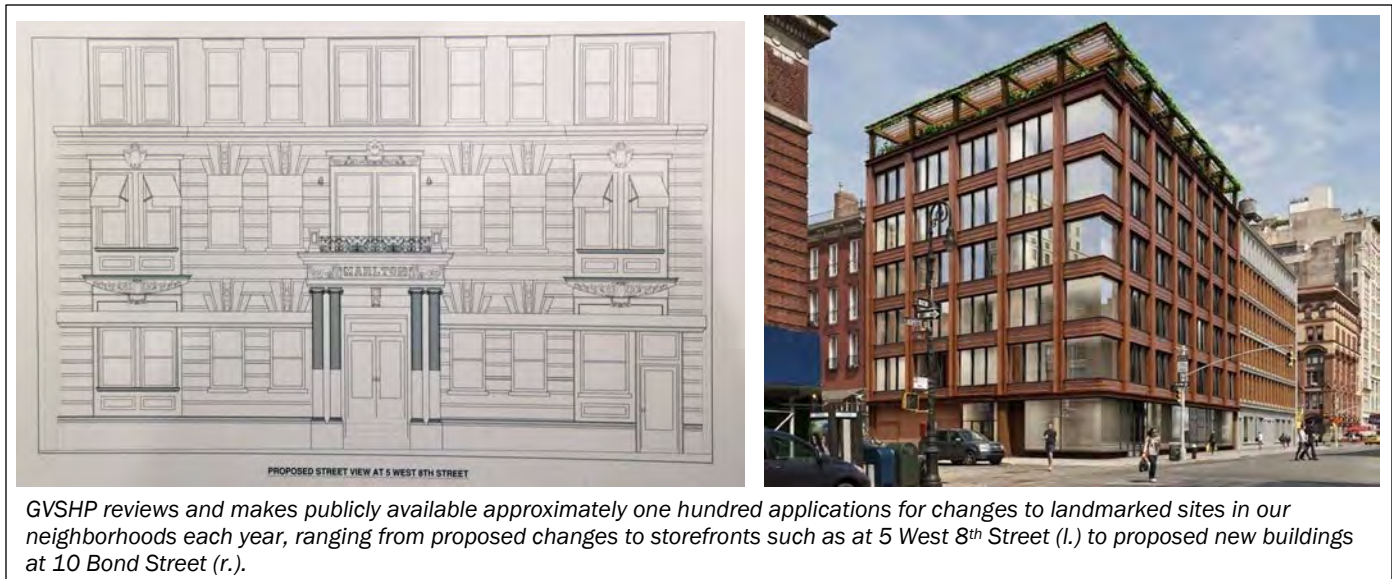 MARLTON
PROPOSED STREET VIEW AT 5 WEST 8TH STREET
GVSHP reviews and makes publicly available approximately one hundred applications for changes to landmarked sites in our
neighborhoods each year, ranging from proposed changes to storefronts such as at 5 West 8th Street (l.) to proposed new buildings
at 10 Bond Street (r.).